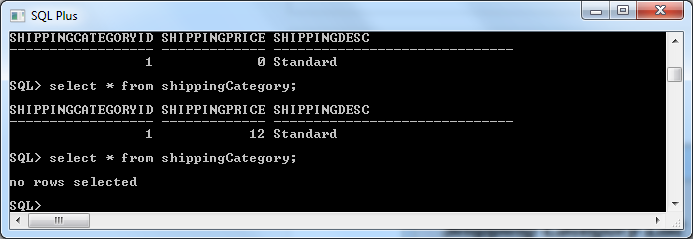 SQL Plus
SHIPPINGCATEGORYID SHIPPINGPRICE SHIPPINGDESC
------------------ ------------- ------------------------------
1 0 Standard
SQL> select * from shippingCategory;
SHIPPINGCATEGORYID SHIPPINGPRICE SHIPPINGDESC
------------------ ------------- ------------------------------
1 12 Standard
SQL> select * from shippingCategory;
no rows selected
SQL>